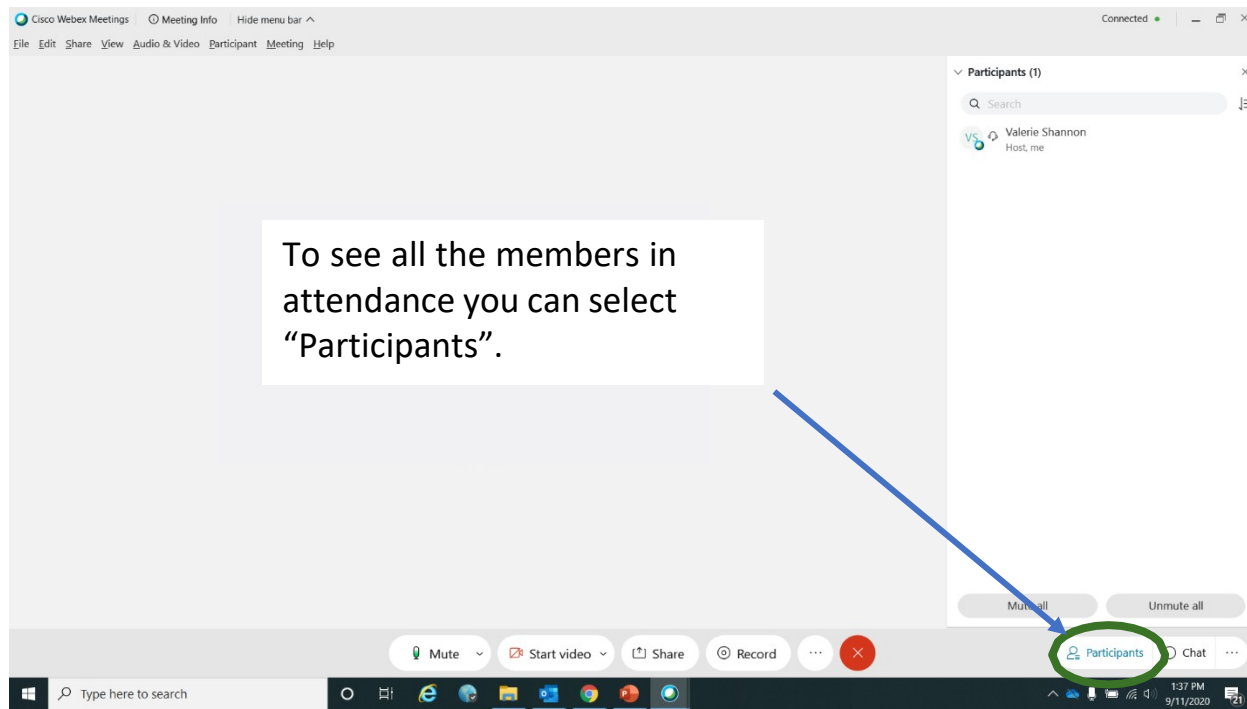 Cisco Webex Meetings Meeting Info Hide menu bar Connected
File Edit Share View Audio & Video Participant Meeting Help
Participants (1)
Search
VS Valerie Shannon
Host, me
To see all the members in
attendance you can select
“Participants”.
Mute all Unmute all
Mute Start video Share Record Participants Chat
Type here to search
1:37 PM
9/11/2020
21